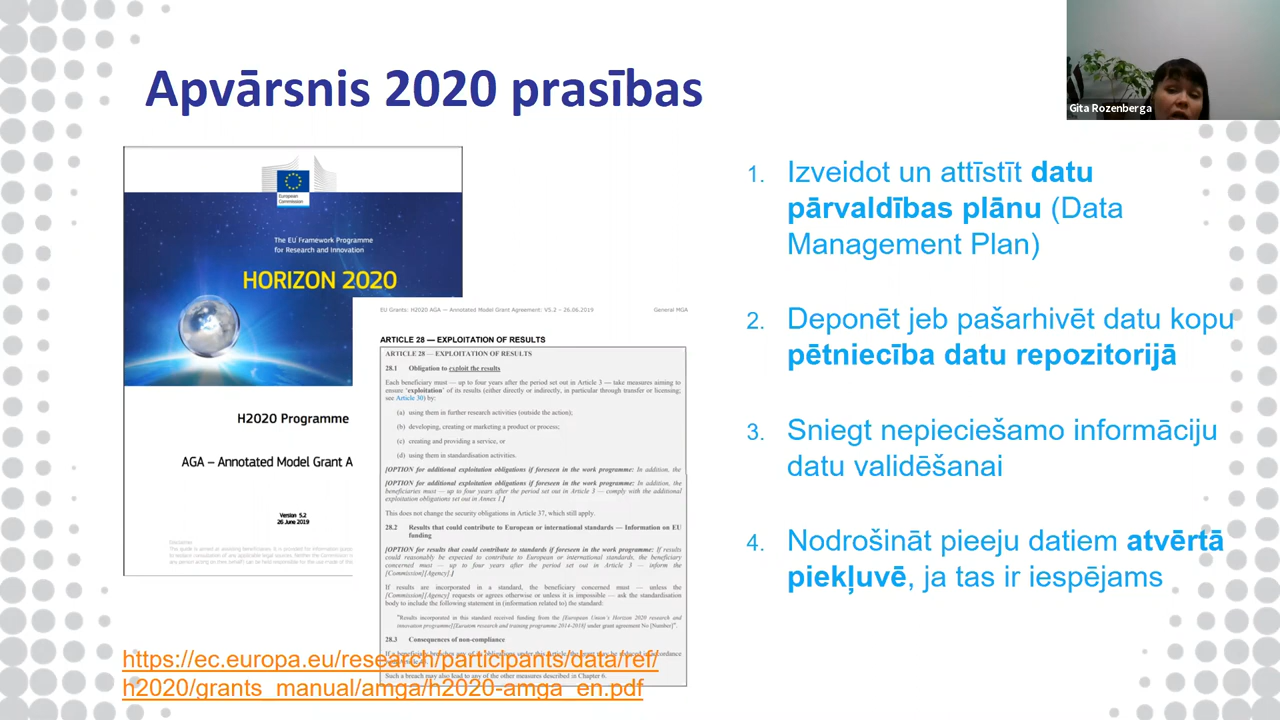 Apvārsnis 2020 prasības
Gita Rozenberga
European
Commission
The EU Framework Programme
for Research and Innovation
HORIZON 2020
H2020 Programme
AGA – Annotated Model Grant A
Version 5.2
26 June 2019
EU Grants: H2020 AGA — Annotated Model Grant Agreement: V5.2 – 26.06.2019
General MGA
ARTICLE 28 — EXPLOITATION OF RESULTS
ARTICLE 28 — EXPLOITATION OF RESULTS
28.1 Obligation to exploit the results
Each beneficiary must — up to four years after the period set out in Article 3 — take measures aiming to
ensure 'exploitation' of its results (either directly or indirectly, in particular through transfer or licensing;
see Article 30) by:
(a) using them in further research activities (outside the action);
(b) developing, creating or marketing a product or process;
(c) creating and providing a service, or
(d) using them in standardisation activities.
[OPTION for additional exploitation obligations if foreseen in the work programme: In addition, the
[OPTION for additional exploitation obligations if foreseen in the work programme: In addition, the
beneficiaries must — up to four years after the period set out in Article 3 — comply with the additional
exploitation obligations set out in Annex 1.]
This does not change the security obligations in Article 37, which still apply.
28.2 Results that could contribute to European or international standards — Information on EU
funding
[OPTION for results that could contribute to standards if foreseen in the work programme: If results
could reasonably be expected to contribute to European or international standards, the beneficiary
concerned must — up to four years after the period set out in Article 3 — inform the
[Commission][Agency].]
If results are incorporated in a standard, the beneficiary concerned must — unless the
[Commission][Agency] requests or agrees otherwise or unless it is impossible — ask the standardisation
body to include the following statement in (information related to) the standard:
"Results incorporated in this standard received funding from the [European Union's Horizon 2020 research and
innovation programme][Euratom research and training programme 2014-2018] under grant agreement No [Number]".
28.3 Consequences of non-compliance
Such a breach may also lead to any of the other measures described in Chapter 6.
https://ec.europa.eu/research/participants/data/ref/
h2020/grants_manual/amga/h2020-amga_en.pdf
1. Izveidot un attīstīt datu
pārvaldības plānu (Data
Management Plan)
2. Deponēt jeb pašarhivēt datu kopu
pētniecība datu repozitorijā
3. Sniegt nepieciešamo informāciju
datu validēšanai
4. Nodrošināt pieeju datiem atvērtā
piekļuvē, ja tas ir iespējams